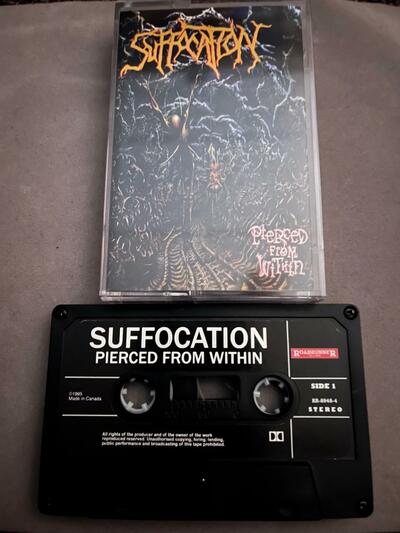 SUFFOCATION
PIERCED
FROM
WITHIN
SUFFOCATION
PIERCED FROM WITHIN
ROADRUNNER
©1995
Made in Canada
SIDE 1
RR-8948-4
STEREO
All rights of the producer and of the owner of the work
reproduced reserved. Unauthorised copying, hiring, lending,
public performance and broadcasting of this tape prohibited.